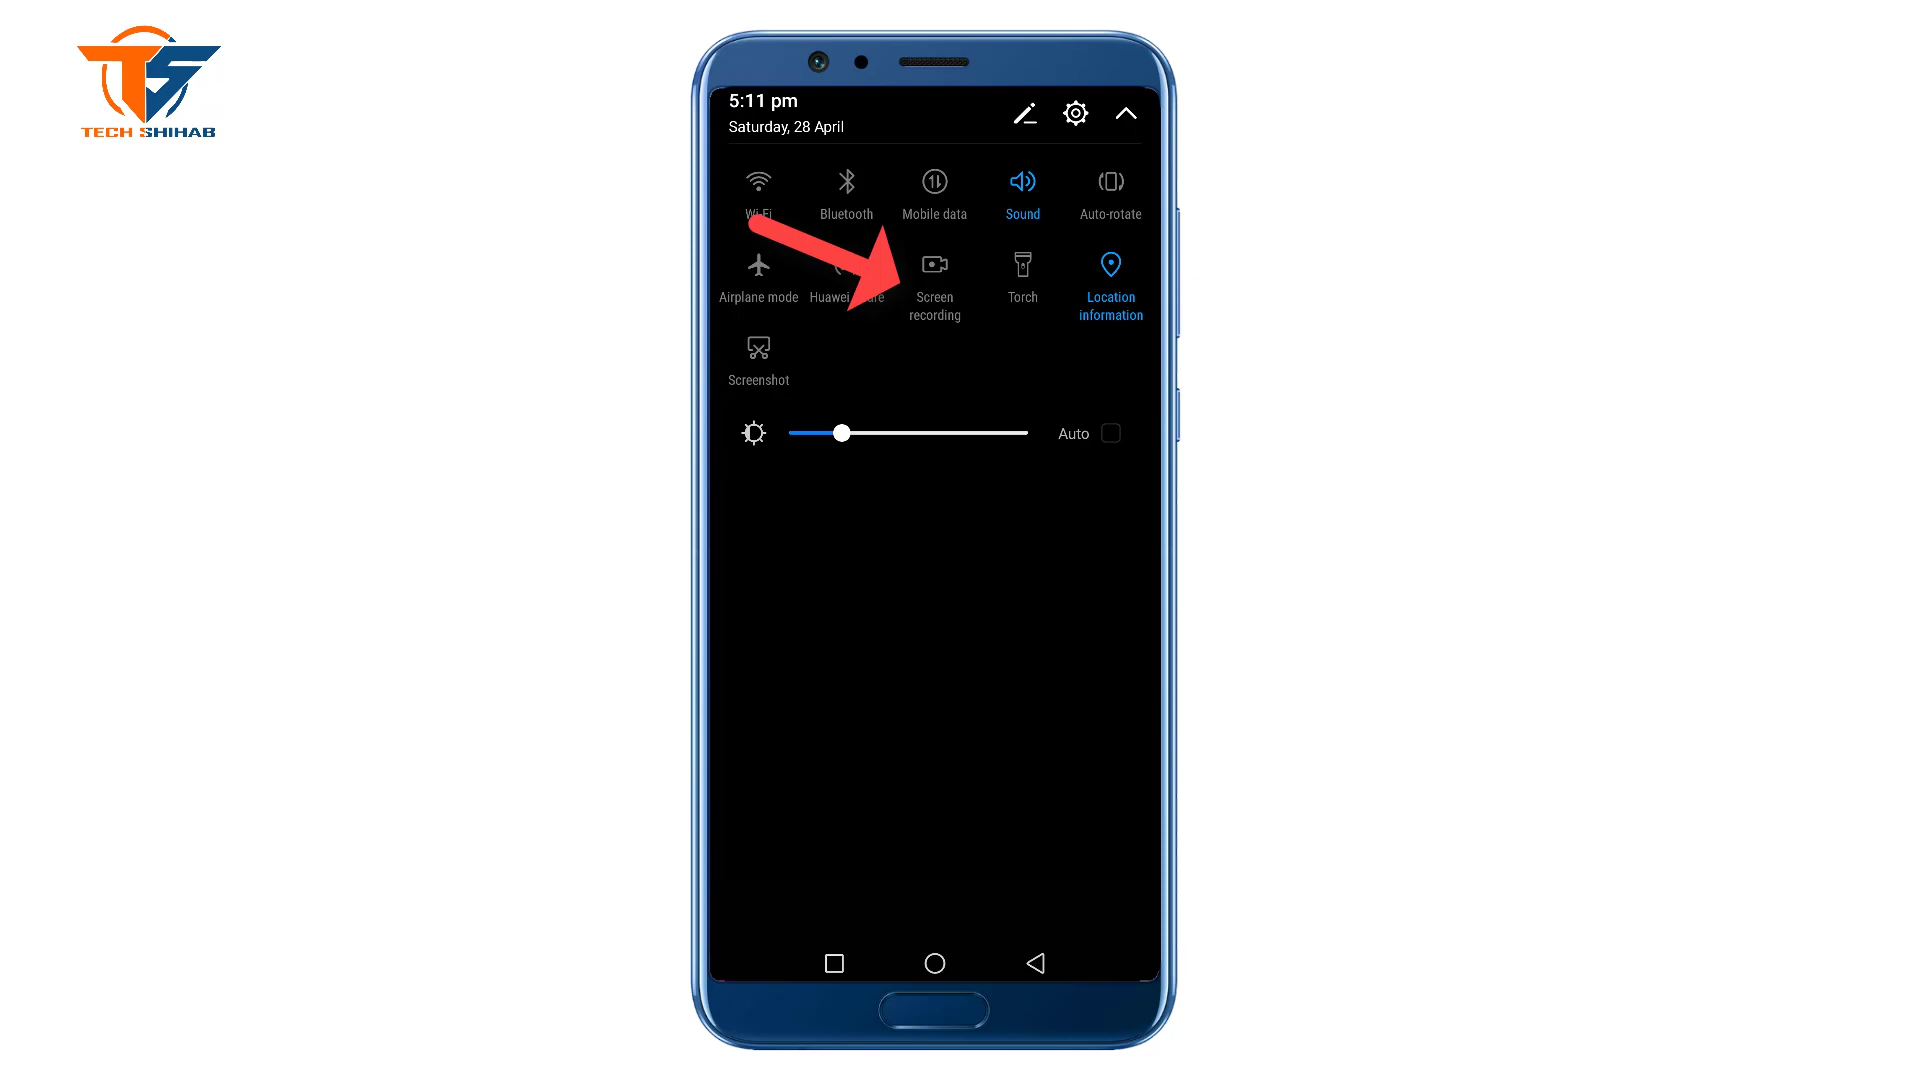 TECH SHIHAB
5:11 pm
Saturday, 28 April
Wi-Fi
Bluetooth
Mobile data
Sound
Auto-rotate
Airplane mode
Huawei
Screen
recording
Torch
Location
information
Screenshot
Auto